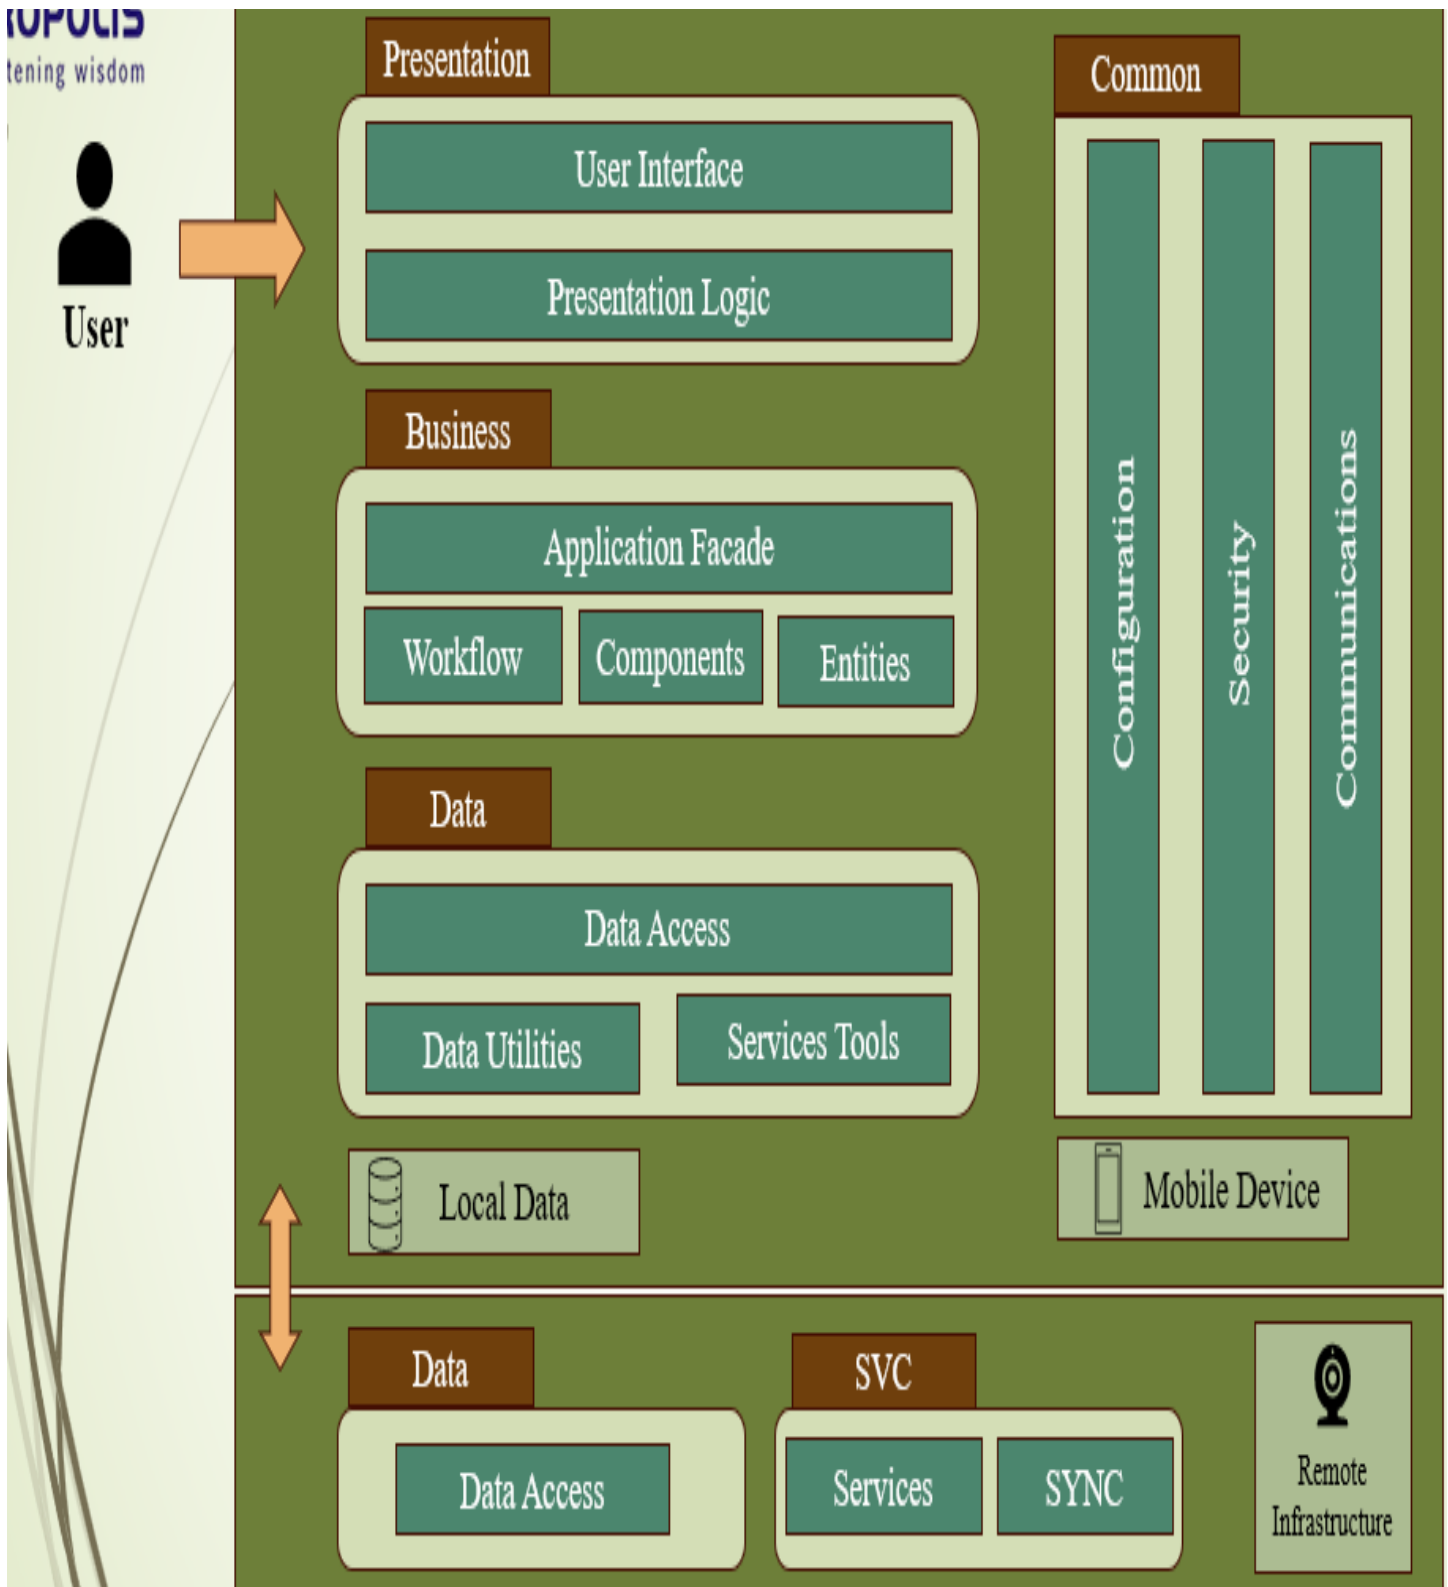 tening wisdom
User
Presentation
User Interface
Presentation Logic
Business
Application Facade
Workflow
Components
Entities
Data
Data Access
Data Utilities
Services Tools
Local Data
Common
Configuration
Security
Communications
Mobile Device
Data
Data Access
SVC
Services
SYNC
Remote
Infrastructure